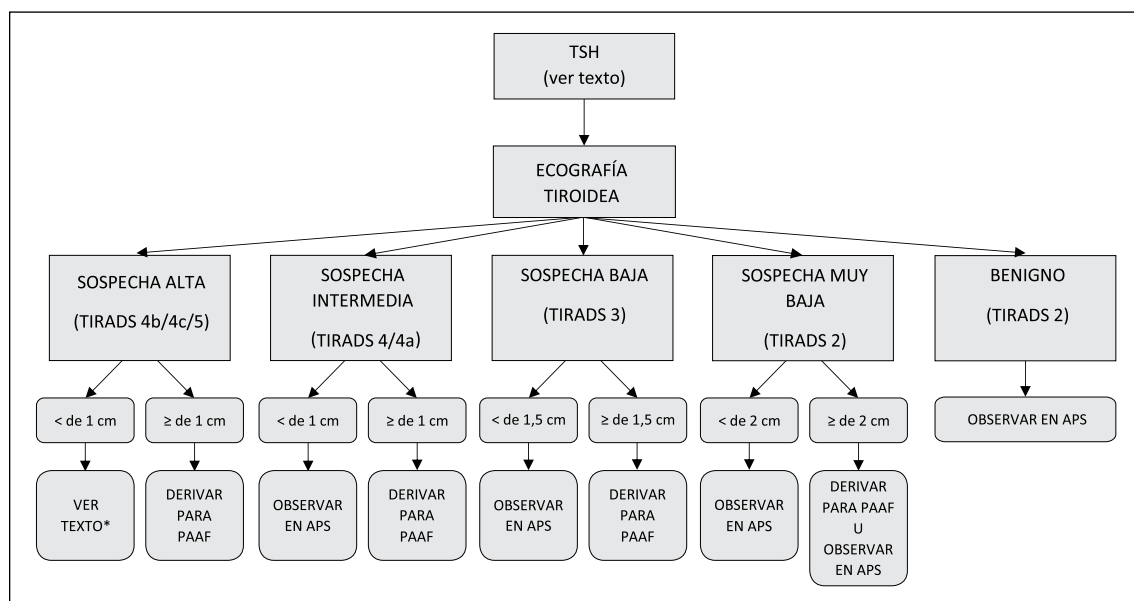 TSH
(ver texto)
ECOGRAFÍA
TIROIDEA
SOSPECHA ALTA
(TIRADS 4b/4c/5)
SOSPECHA
INTERMEDIA
(TIRADS 4/4a)
SOSPECHA BAJA
(TIRADS 3)
SOSPECHA MUY
BAJA
(TIRADS 2)
BENIGNO
(TIRADS 2)
< de 1 cm
≥ de 1 cm
< de 1 cm
≥ de 1 cm
< de 1,5 cm
≥ de 1,5 cm
< de 2 cm
≥ de 2 cm
OBSERVAR EN APS
VER
TEXTO*
DERIVAR
PARA
PAAF
OBSERVAR
EN APS
DERIVAR
PARA
PAAF
OBSERVAR
EN APS
DERIVAR
PARA
PAAF
OBSERVAR
EN APS
DERIVAR
PARA PAAF
U
OBSERVAR
EN APS